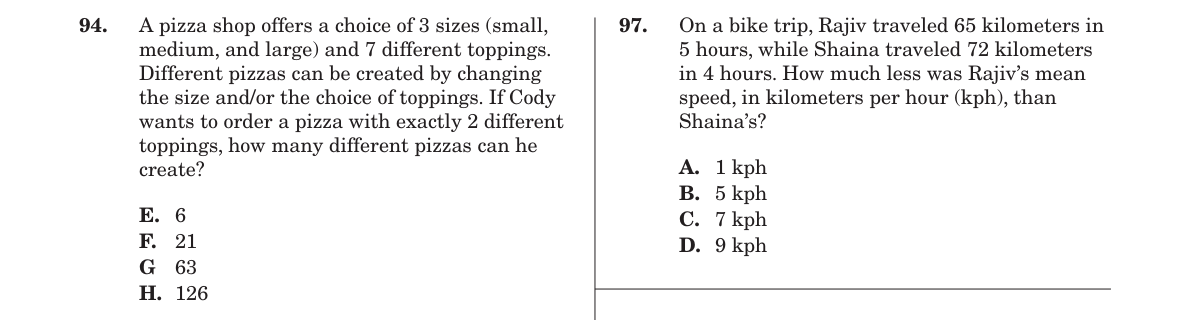 94. A pizza shop offers a choice of 3 sizes (small,
medium, and large) and 7 different toppings.
Different pizzas can be created by changing
the size and/or the choice of toppings. If Cody
wants to order a pizza with exactly 2 different
toppings, how many different pizzas can he
create?
E. 6
F. 21
G 63
H. 126
97. On a bike trip, Rajiv traveled 65 kilometers in
5 hours, while Shaina traveled 72 kilometers
in 4 hours. How much less was Rajiv’s mean
speed, in kilometers per hour (kph), than
Shaina’s?
A. 1 kph
B. 5 kph
C. 7 kph
D. 9 kph